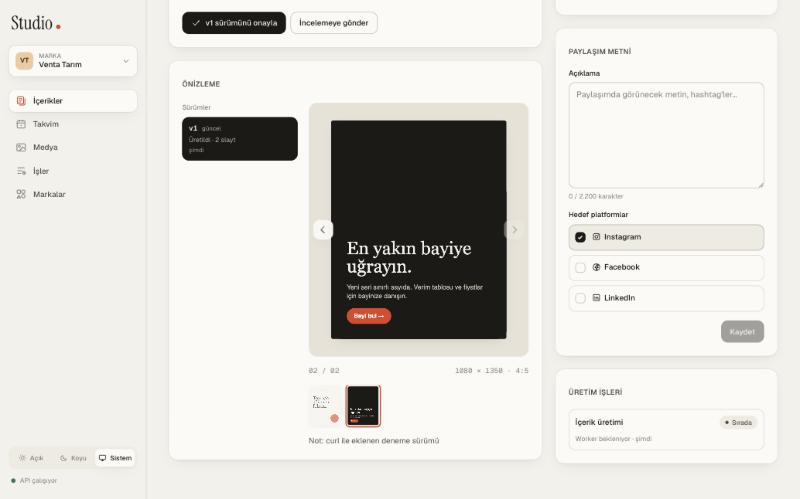 Studio
MARKA
VT
Venta Tarım
İçerikler
Takvim
Medya
İşler
Markalar
Açık
Koyu
Sistem
API çalışıyor
v1 sürümünü onayla
İncelemeye gönder
ÖNİZLEME
Sürümler
v1 güncel
Üretildi · 2 slayt
şimdi
En yakın bayiye
uğrayın.
Yeni seri sınırlı sayıda. Verim tablosu ve fiyatlar
için bayinize danışın.
Bayi bul →
02 / 02
1080 × 1350 · 4:5
Not: curl ile eklenen deneme sürümü
PAYLAŞIM METNİ
Açıklama
Paylaşımda görünecek metin, hashtag'ler…
0 / 2.200 karakter
Hedef platformlar
Instagram
Facebook
LinkedIn
Kaydet
ÜRETİM İŞLERİ
İçerik üretimi
Sırada
Worker bekleniyor · şimdi